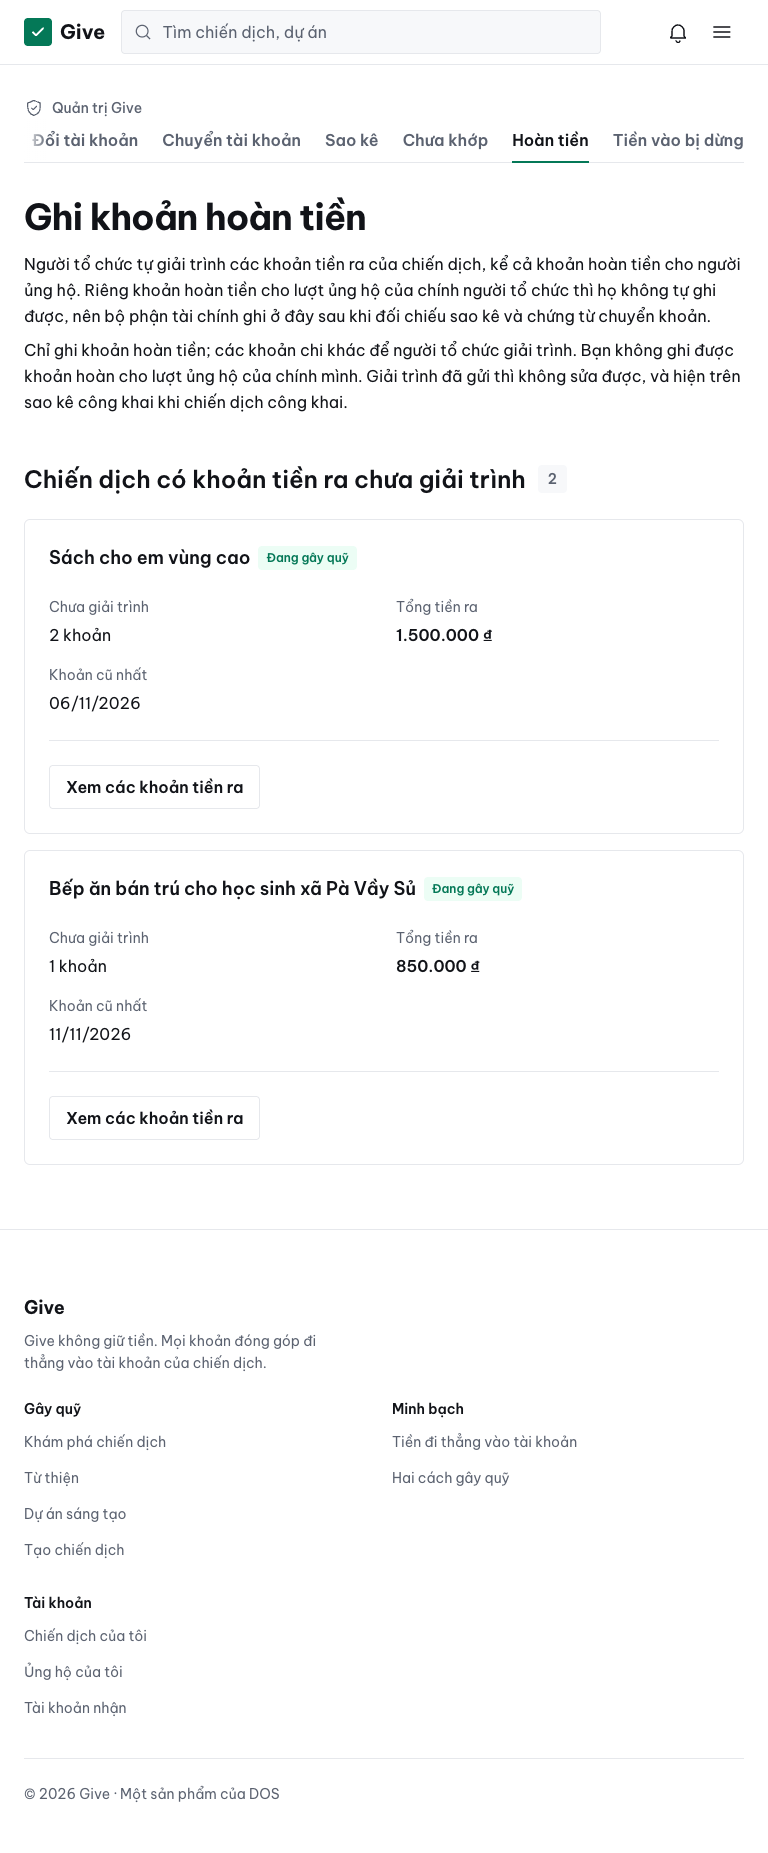 Give
Tìm chiến dịch, dự án
Quản trị Give
Đổi tài khoản Chuyển tài khoản Sao kê Chưa khớp Hoàn tiền Tiền vào bị dừng
Ghi khoản hoàn tiền
Người tổ chức tự giải trình các khoản tiền ra của chiến dịch, kể cả khoản hoàn tiền cho người
ủng hộ. Riêng khoản hoàn tiền cho lượt ủng hộ của chính người tổ chức thì họ không tự ghi
được, nên bộ phận tài chính ghi ở đây sau khi đối chiếu sao kê và chứng từ chuyển khoản.
Chỉ ghi khoản hoàn tiền; các khoản chi khác để người tổ chức giải trình. Bạn không ghi được
khoản hoàn cho lượt ủng hộ của chính mình. Giải trình đã gửi thì không sửa được, và hiện trên
sao kê công khai khi chiến dịch công khai.
Chiến dịch có khoản tiền ra chưa giải trình 2
Sách cho em vùng cao Đang gây quỹ
Chưa giải trình Tổng tiền ra
2 khoản 1.500.000 ₫
Khoản cũ nhất
06/11/2026
Xem các khoản tiền ra
Bếp ăn bán trú cho học sinh xã Pà Vầy Sủ Đang gây quỹ
Chưa giải trình Tổng tiền ra
1 khoản 850.000 ₫
Khoản cũ nhất
11/11/2026
Xem các khoản tiền ra
Give
Give không giữ tiền. Mọi khoản đóng góp đi
thẳng vào tài khoản của chiến dịch.
Gây quỹ Minh bạch
Khám phá chiến dịch Tiền đi thẳng vào tài khoản
Từ thiện Hai cách gây quỹ
Dự án sáng tạo
Tạo chiến dịch
Tài khoản
Chiến dịch của tôi
Ủng hộ của tôi
Tài khoản nhận
© 2026 Give · Một sản phẩm của DOS